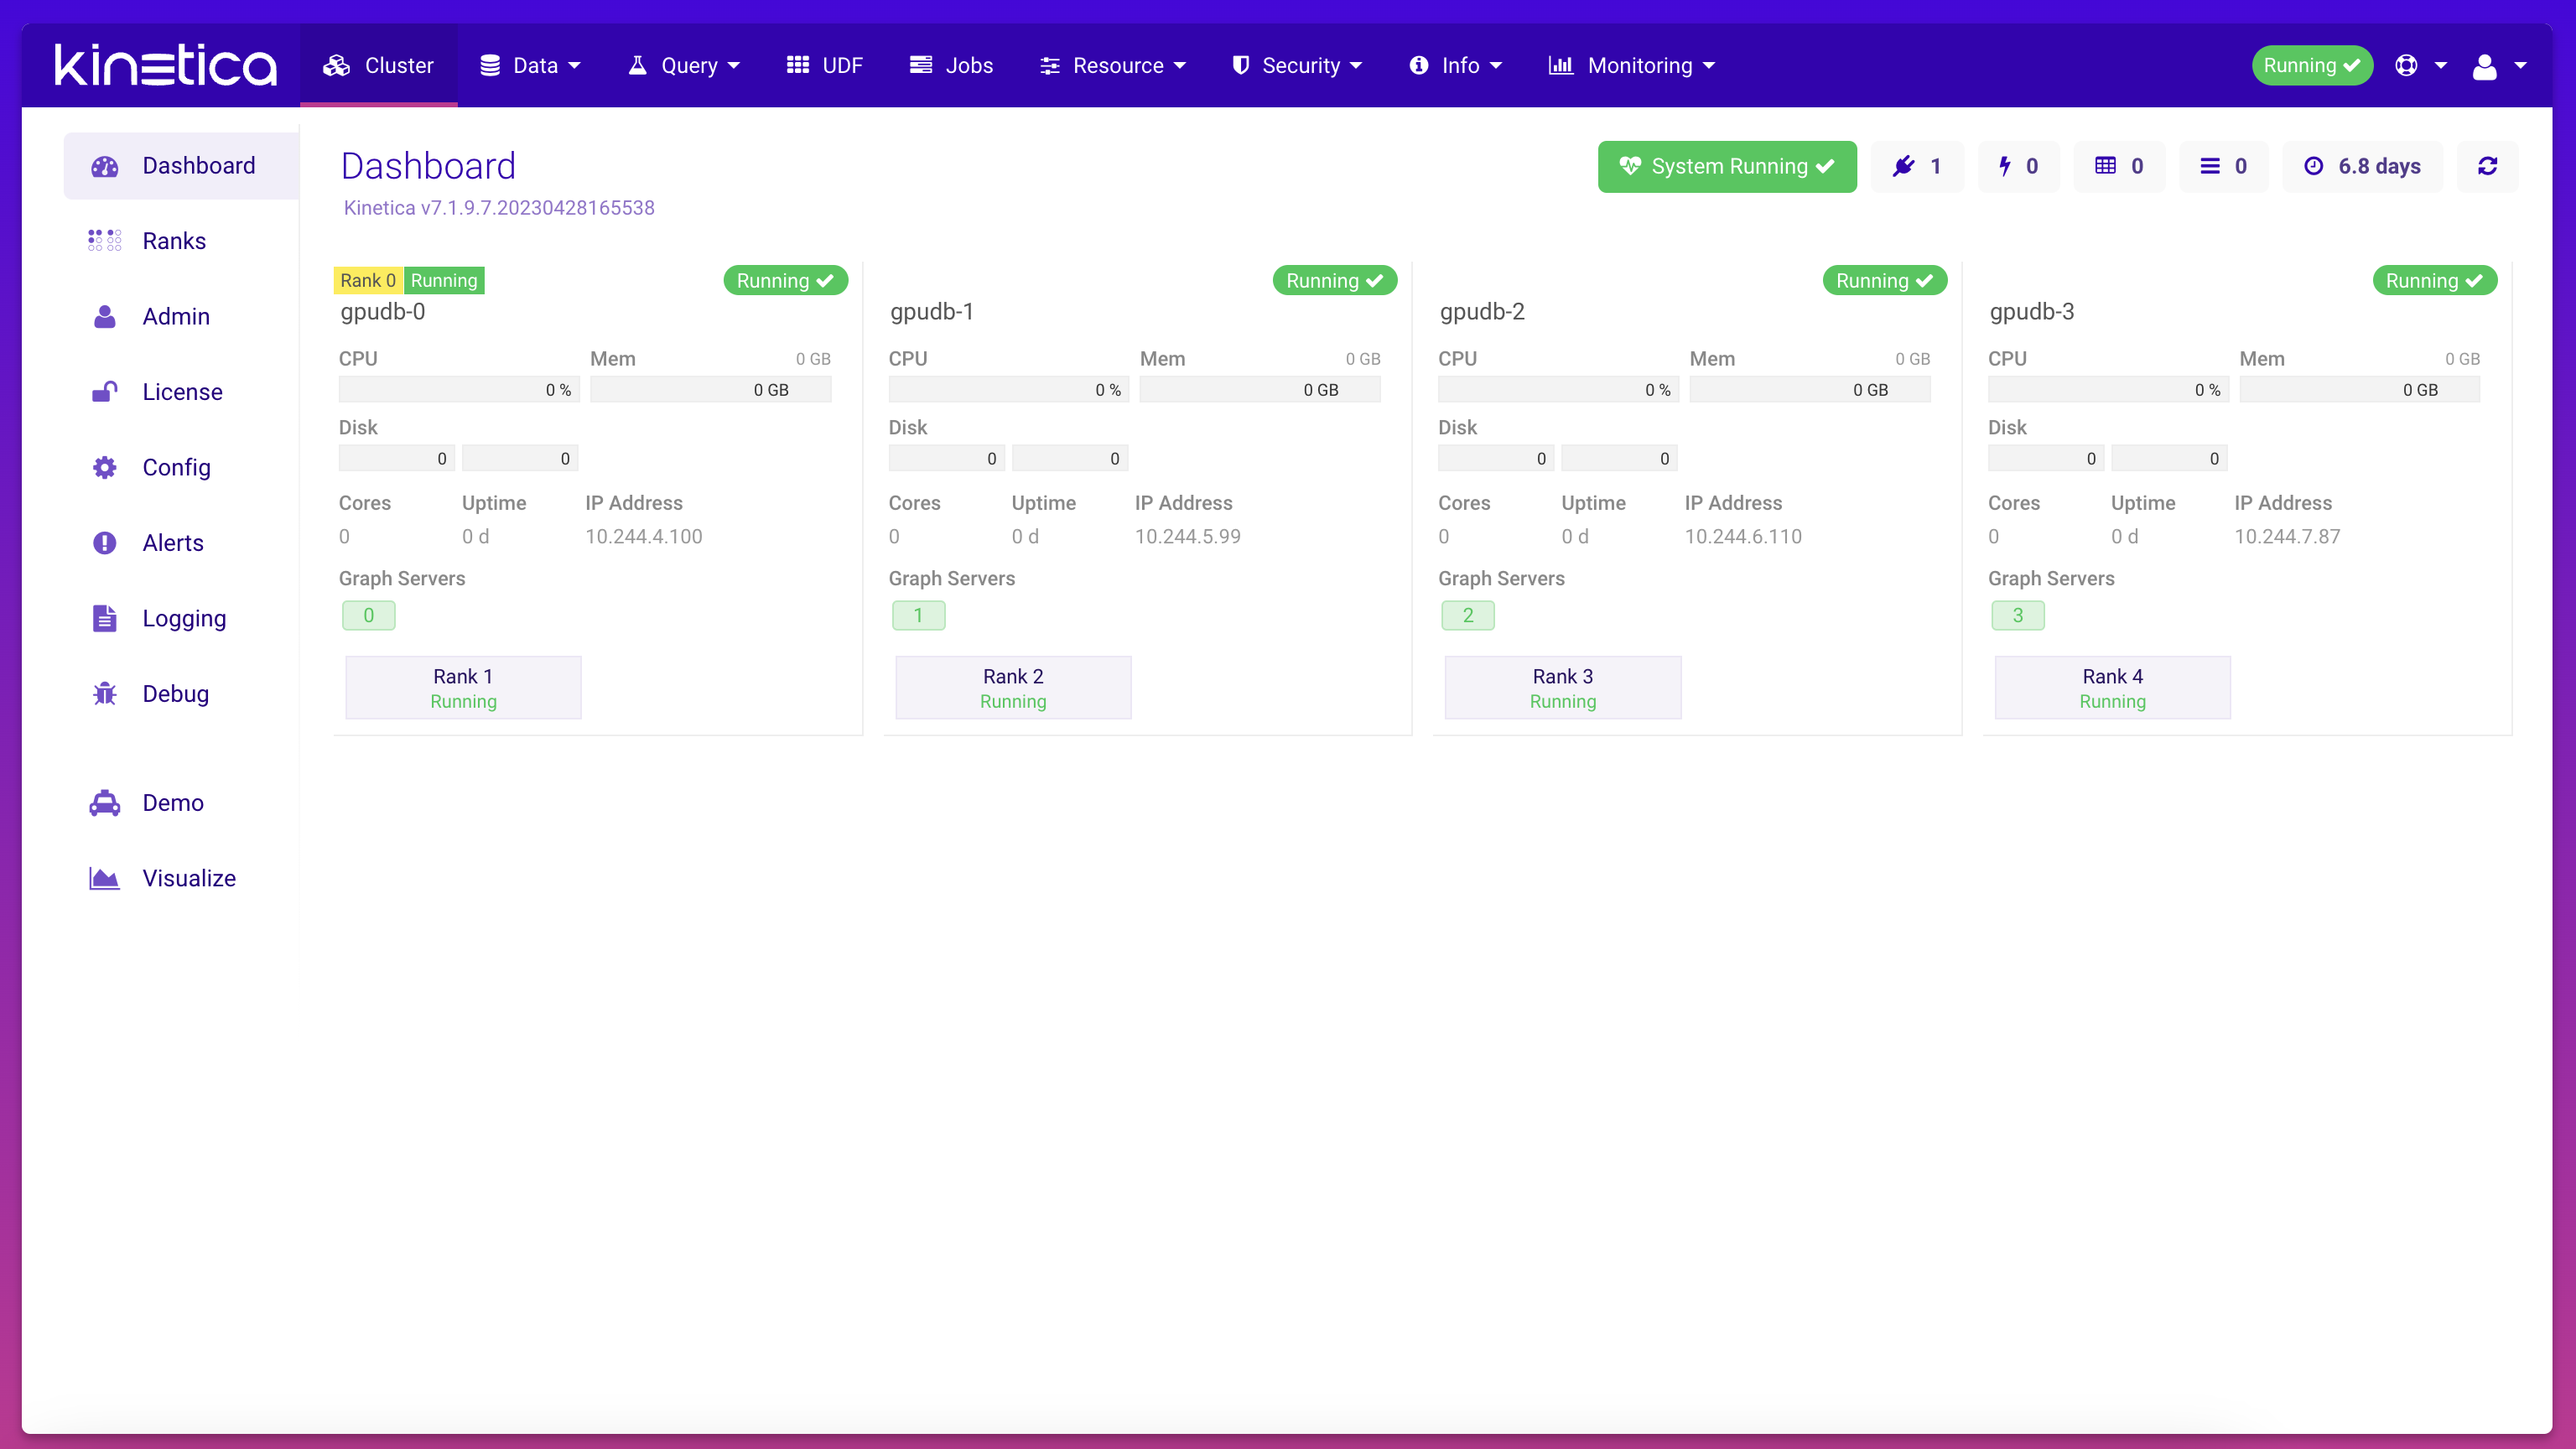 kinetica Cluster Data Query UDF Jobs Resource Security Info Monitoring Running
Dashboard
Ranks
Admin
License
Config
Alerts
Logging
Debug
Demo
Visualize
Dashboard System Running 1 0 0 0 6.8 days
Kinetica v7.1.9.7.20230428165538
Rank 0 Running Running
gpudb-0
CPU Mem 0 GB
0 % 0 GB
Disk
0 0
Cores Uptime IP Address
0 0 d 10.244.4.100
Graph Servers
0
Rank 1
Running
Running
gpudb-1
CPU Mem 0 GB
0 % 0 GB
Disk
0 0
Cores Uptime IP Address
0 0 d 10.244.5.99
Graph Servers
1
Rank 2
Running
Running
gpudb-2
CPU Mem 0 GB
0 % 0 GB
Disk
0 0
Cores Uptime IP Address
0 0 d 10.244.6.110
Graph Servers
2
Rank 3
Running
Running
gpudb-3
CPU Mem 0 GB
0 % 0 GB
Disk
0 0
Cores Uptime IP Address
0 0 d 10.244.7.87
Graph Servers
3
Rank 4
Running